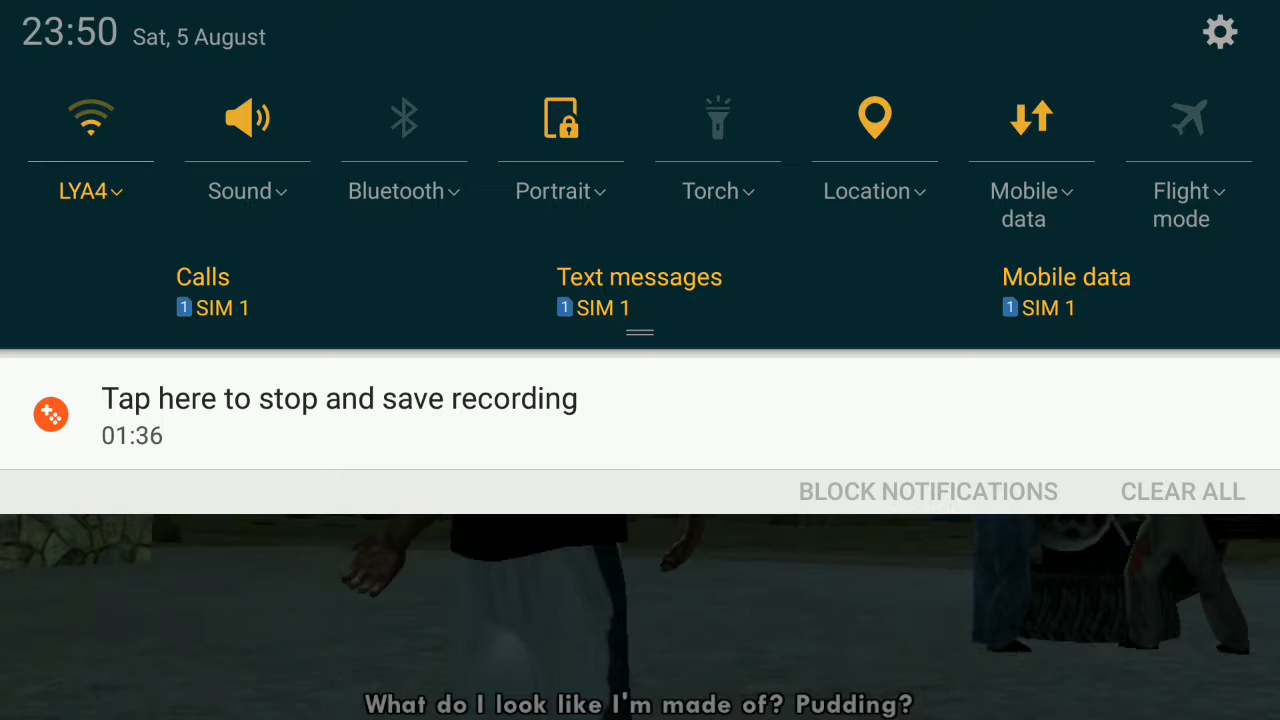 23:50 Sat, 5 August
LYA4 Sound Bluetooth Portrait Torch Location Mobile data Flight mode
Calls Text messages Mobile data
1 SIM 1 1 SIM 1 1 SIM 1
Tap here to stop and save recording
01:36
BLOCK NOTIFICATIONS CLEAR ALL
What do I look like I'm made of? Pudding?